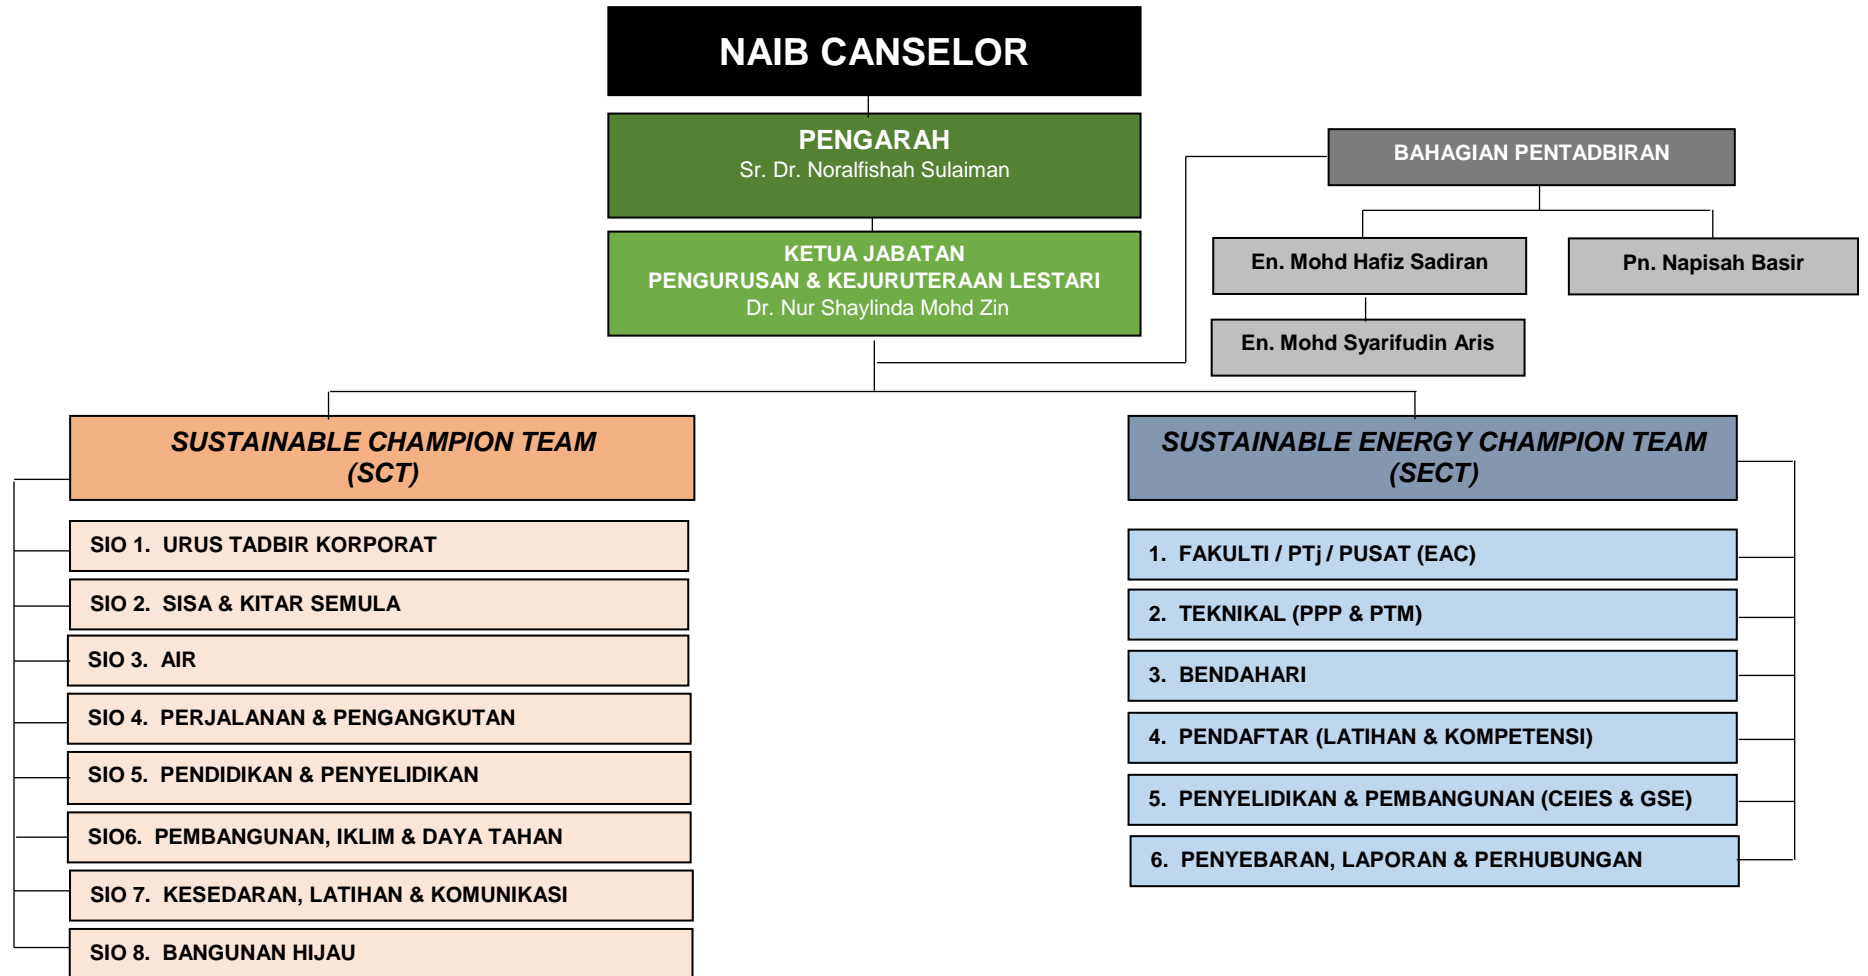 NAIB CANSELOR
PENGARAH
Sr. Dr. Noralfishah Sulaiman
KETUA JABATAN
PENGURUSAN & KEJURUTERAAN LESTARI
Dr. Nur Shaylinda Mohd Zin
BAHAGIAN PENTADBIRAN
En. Mohd Hafiz Sadiran
Pn. Napisah Basir
En. Mohd Syarifudin Aris
SUSTAINABLE CHAMPION TEAM
(SCT)
SIO 1. URUS TADBIR KORPORAT
SIO 2. SISA & KITAR SEMULA
SIO 3. AIR
SIO 4. PERJALANAN & PENGANGKUTAN
SIO 5. PENDIDIKAN & PENYELIDIKAN
SIO6. PEMBANGUNAN, IKLIM & DAYA TAHAN
SIO 7. KESEDARAN, LATIHAN & KOMUNIKASI
SIO 8. BANGUNAN HIJAU
SUSTAINABLE ENERGY CHAMPION TEAM
(SECT)
1. FAKULTI / PTj / PUSAT (EAC)
2. TEKNIKAL (PPP & PTM)
3. BENDAHARI
4. PENDAFTAR (LATIHAN & KOMPETENSI)
5. PENYELIDIKAN & PEMBANGUNAN (CEIES & GSE)
6. PENYEBARAN, LAPORAN & PERHUBUNGAN